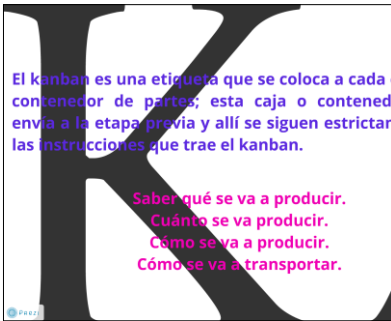 El kanban es una etiqueta que se coloca a cada
contenedor de partes; esta caja o
envía a la etapa previa y allí se siguen
las instrucciones que trae el kanban.
Saber qué se va a producir.
Cuánto se va producir.
Cómo se va a producir.
Cómo se va a transportar.
Prezi